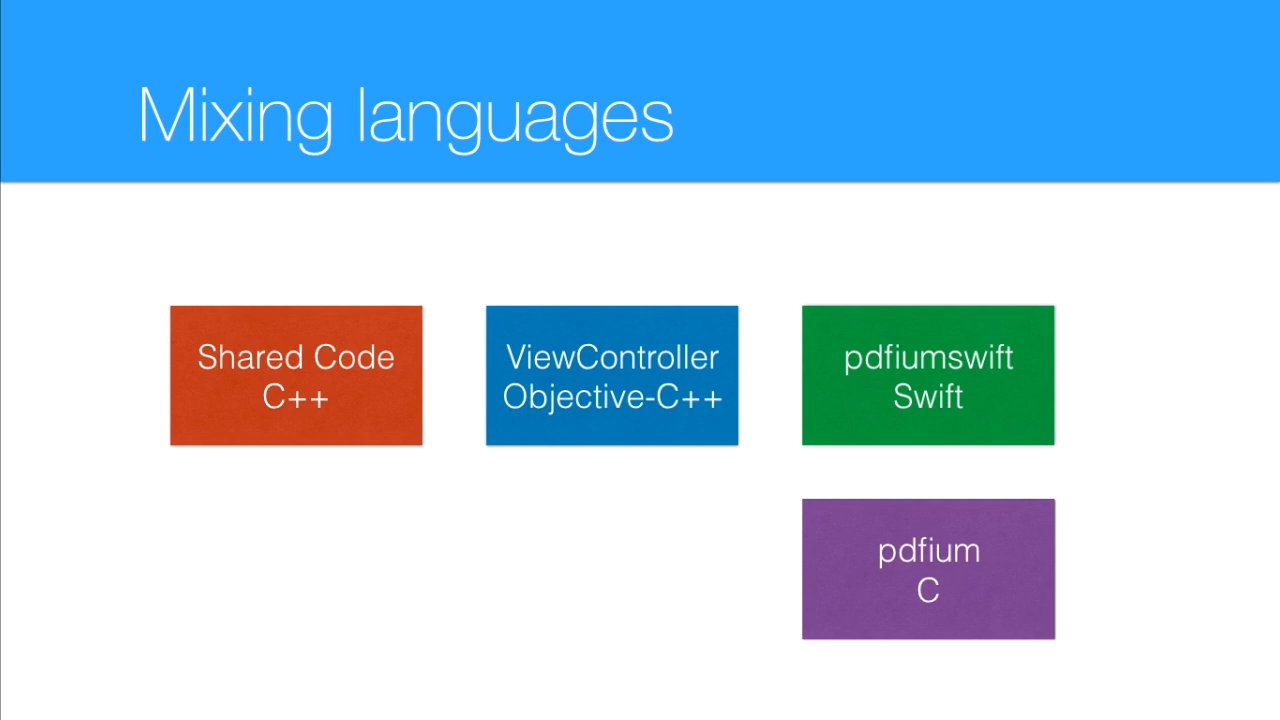 Mixing languages
Shared Code
C++
ViewController
Objective-C++
pdfiumswift
Swift
pdfium
C